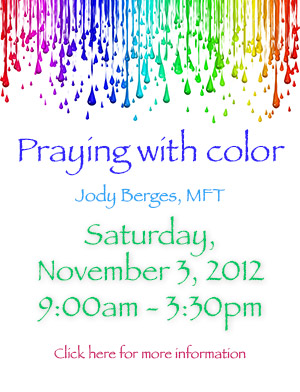 Praying with color
Jody Berges, MFT
Saturday,
November 3, 2012
9:00am - 3:30pm
Click here for more information